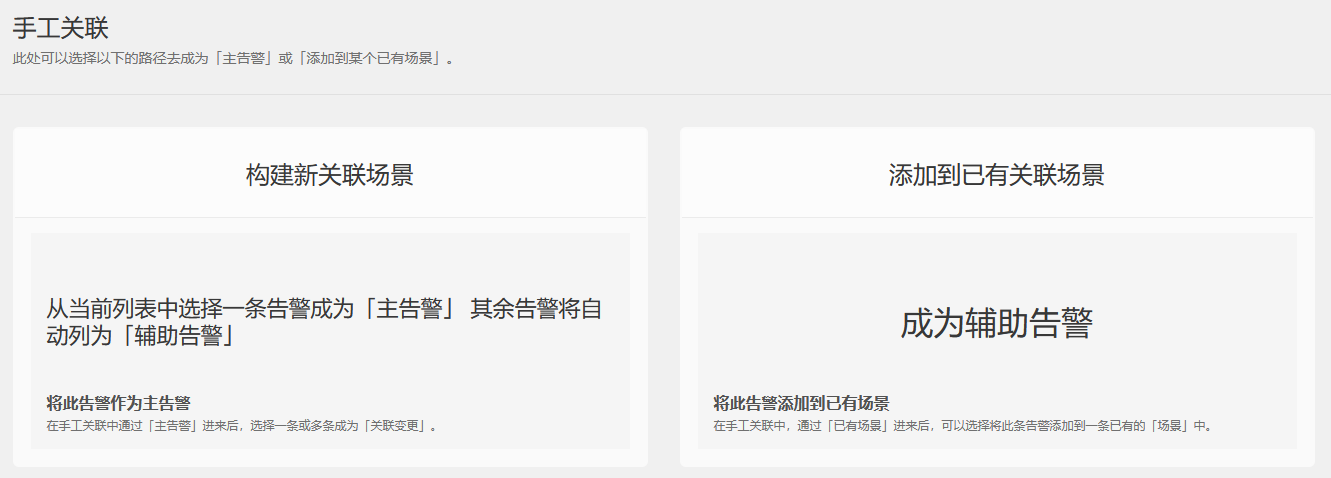 手工关联
此处可以选择以下的路径去成为「主告警」或「添加到某个已有场景」。
构建新关联场景
从当前列表中选择一条告警成为「主告警」 其余告警将自
动列为「辅助告警」
将此告警作为主告警
在手工关联中通过「主告警」进来后，选择一条或多条成为「关联变更」。
添加到已有关联场景
成为辅助告警
将此告警添加到已有场景
在手工关联中，通过「已有场景」进来后，可以选择将此条告警添加到一条已有的「场景」中。